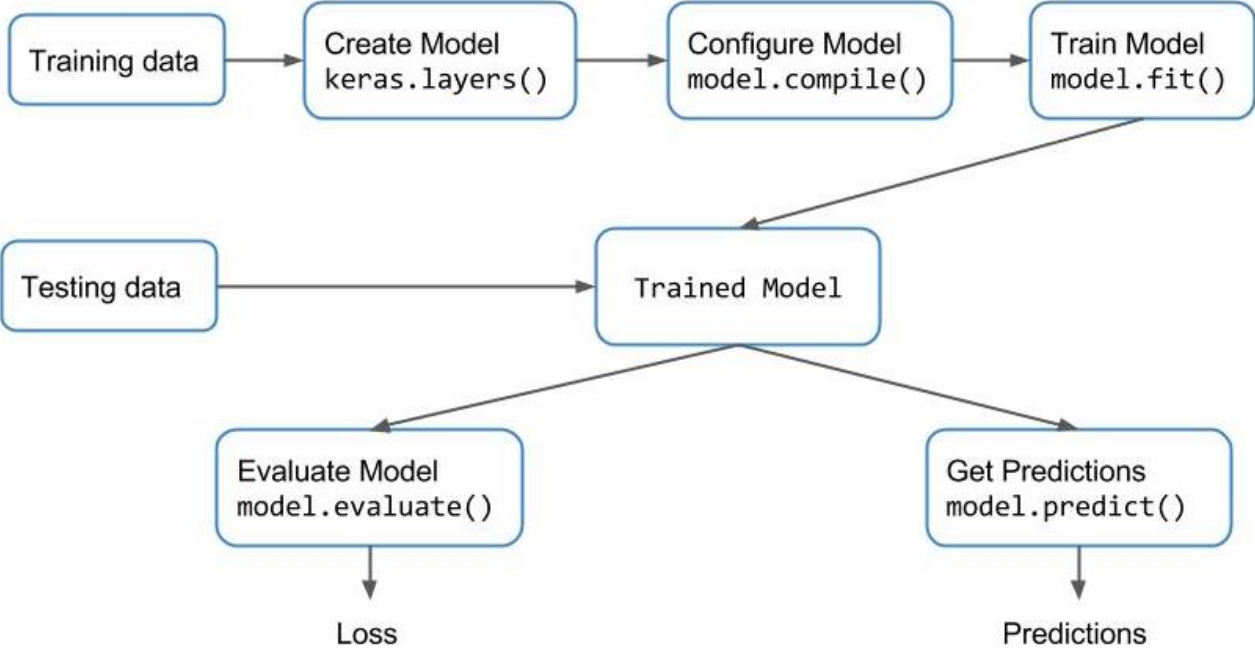 Training data
Create Model
keras.layers()
Configure Model
model.compile()
Train Model
model.fit()
Testing data
Trained Model
Evaluate Model
model.evaluate()
Get Predictions
model.predict()
Loss
Predictions